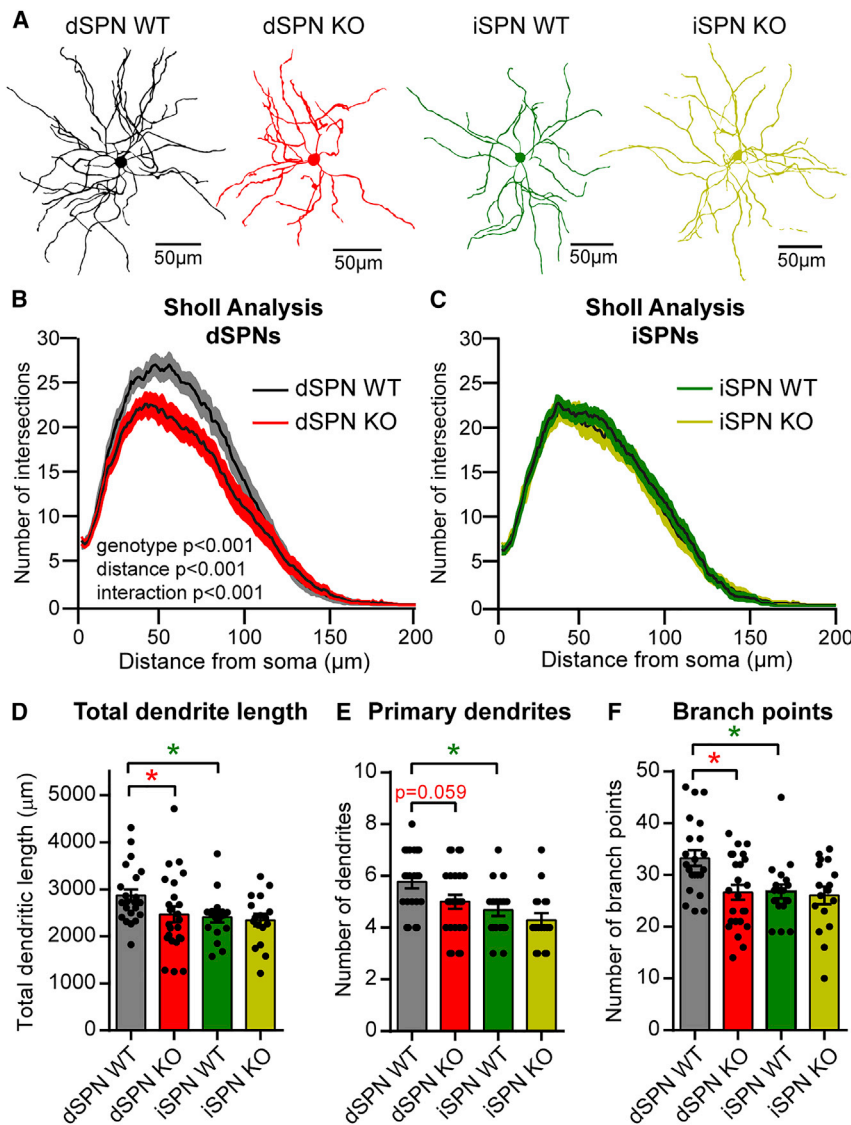 A
dSPN WT
dSPN KO
iSPN WT
iSPN KO
50μm
50μm
50μm
50μm
B
Sholl Analysis
dSPNs
Number of intersections
30
25
20
15
10
5
0
dSPN WT
dSPN KO
genotype p<0.001
distance p<0.001
interaction p<0.001
0
50
100
150
200
Distance from soma (μm)
C
Sholl Analysis
iSPNs
Number of intersections
30
25
20
15
10
5
0
iSPN WT
iSPN KO
0
50
100
150
200
Distance from soma (μm)
D
Total dendrite length
*
*
Total dendritic length (μm)
5000
4000
3000
2000
1000
0
dSPN WT
dSPN KO
iSPN WT
iSPN KO
E
Primary dendrites
*
p=0.059
Number of dendrites
10
8
6
4
2
0
dSPN WT
dSPN KO
iSPN WT
iSPN KO
F
Branch points
*
*
Number of branch points
50
40
30
20
10
0
dSPN WT
dSPN KO
iSPN WT
iSPN KO